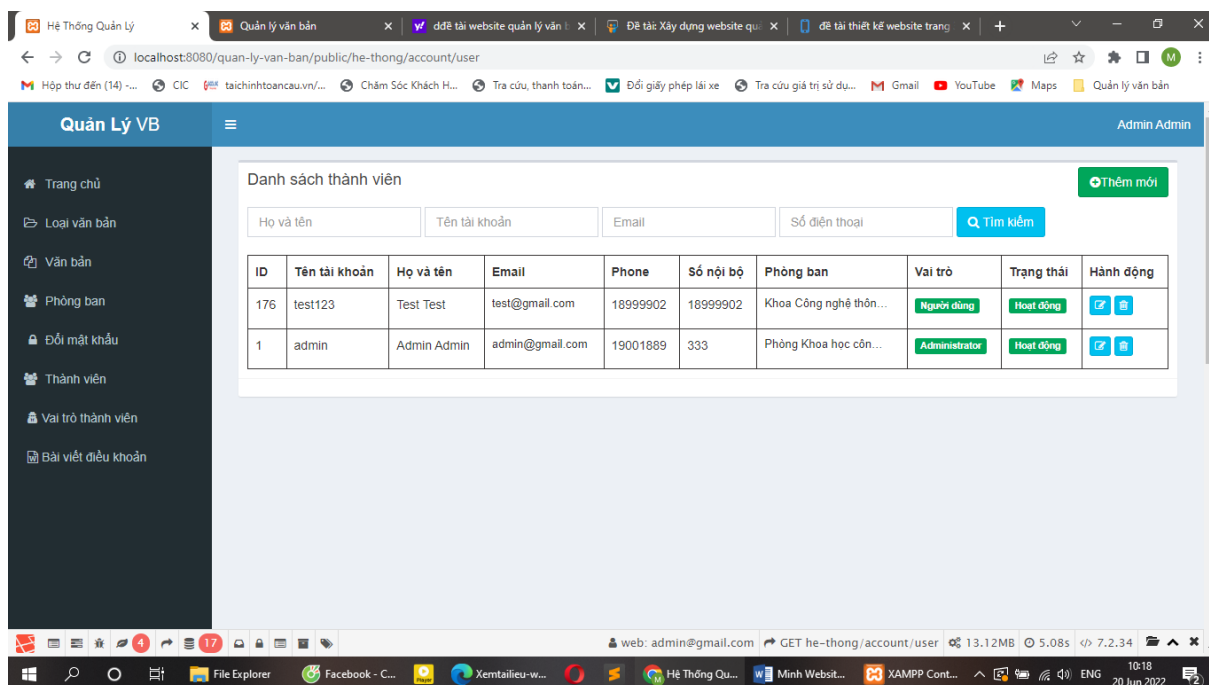 Hệ Thống Quản Lý
Quản lý văn bản
dđề tài website quản lý văn b
Đề tài: Xây dựng website quả
đề tài thiết kế website trang
localhost:8080/quan-ly-van-ban/public/he-thong/account/user
M
Hộp thư đến (14) -...
CIC
taichinhtoancau.vn/...
Chăm Sóc Khách H...
Tra cứu, thanh toán...
Đổi giấy phép lái xe
Tra cứu giá trị sử dụ...
Gmail
YouTube
Maps
Quản lý văn bản
Quản Lý VB
Admin Admin
Trang chủ
Loại văn bản
Văn bản
Phòng ban
Đổi mật khẩu
Thành viên
Vai trò thành viên
Bài viết điều khoản
Danh sách thành viên
Thêm mới
Họ và tên
Tên tài khoản
Email
Số điện thoại
Tìm kiếm
ID Tên tài khoản Họ và tên Email Phone Số nội bộ Phòng ban Vai trò Trạng thái Hành động
176 test123 Test Test test@gmail.com 18999902 18999902 Khoa Công nghệ thôn... Người dùng Hoạt động
1 admin Admin Admin admin@gmail.com 19001889 333 Phòng Khoa học côn... Administrator Hoạt động
4
17
web: admin@gmail.com
GET he-thong/account/user
13.12MB
5.08s
7.2.34
File Explorer
Facebook - C...
Player
Xemtailieu-w...
Hệ Thống Qu...
Minh Websit...
XAMPP Cont...
ENG
10:18
20 Jun 2022
2